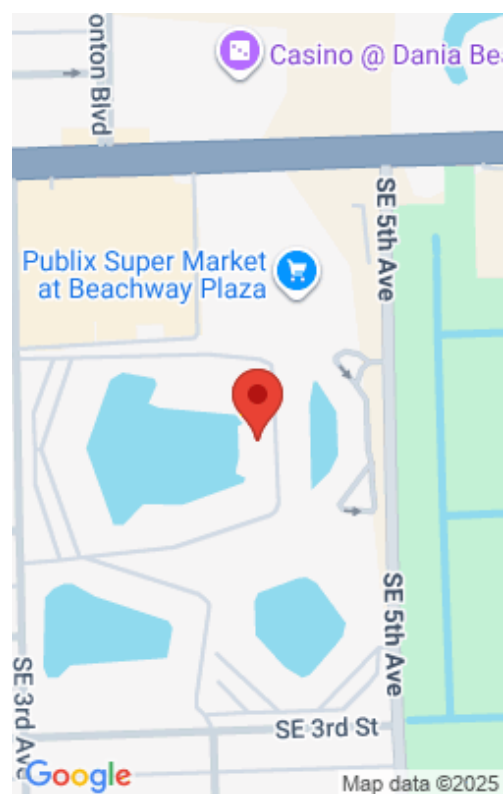 onton Blvd
Casino @ Dania Bea
SE 5th Ave
Publix Super Market
at Beachway Plaza
SE 5th Ave
SE 3rd Ave
SE 3rd St
Google
Map data ©2025